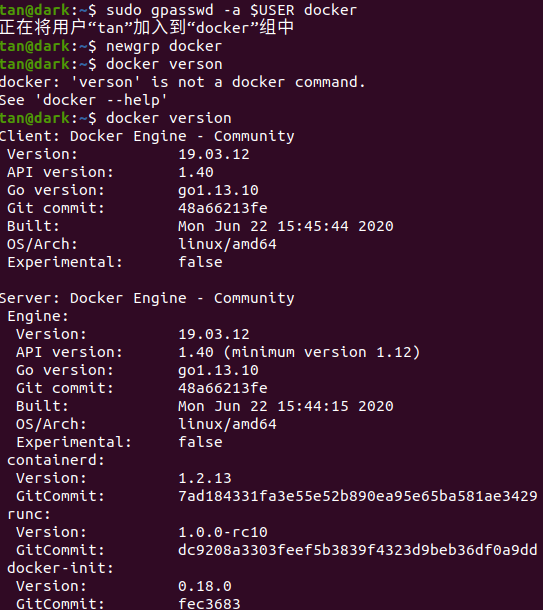 tan@dark:~$ sudo gpasswd -a $USER docker
正在将用户“tan”加入到“docker”组中
tan@dark:~$ newgrp docker
tan@dark:~$ docker verson
docker: 'verson' is not a docker command.
See 'docker --help'
tan@dark:~$ docker version
Client: Docker Engine - Community
 Version:           19.03.12
 API version:       1.40
 Go version:        go1.13.10
 Git commit:        48a66213fe
 Built:             Mon Jun 22 15:45:44 2020
 OS/Arch:           linux/amd64
 Experimental:      false

Server: Docker Engine - Community
 Engine:
  Version:          19.03.12
  API version:      1.40 (minimum version 1.12)
  Go version:       go1.13.10
  Git commit:       48a66213fe
  Built:            Mon Jun 22 15:44:15 2020
  OS/Arch:          linux/amd64
  Experimental:     false
 containerd:
  Version:          1.2.13
  GitCommit:        7ad184331fa3e55e52b890ea95e65ba581ae3429
 runc:
  Version:          1.0.0-rc10
  GitCommit:        dc9208a3303feef5b3839f4323d9beb36df0a9dd
 docker-init:
  Version:          0.18.0
  GitCommit:        fec3683